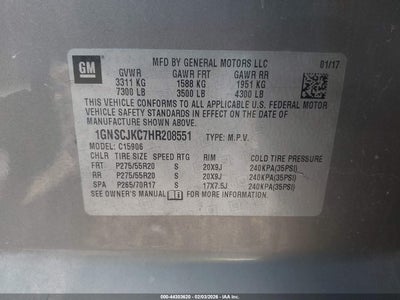 GM
MFD BY GENERAL MOTORS LLC 01/17
GVWR GAWR FRT GAWR RR
3311 KG 1588 KG 1951 KG
7300 LB 3500 LB 4300 LB
THIS VEHICLE CONFORMS TO ALL APPLICABLE U.S. FEDERAL MOTOR
VEHICLE SAFETY STANDARDS IN EFFECT ON THE DATE OF
MANUFACTURE SHOWN ABOVE.
1GNSCJKC7HR208551 TYPE: M.P.V.
MODEL: C15906
CHLR TIRE SIZE SPEED RTG RIM COLD TIRE PRESSURE
FRT P275/55R20 S 20X9J 240KPA(35PSI)
RR P275/55R20 S 20X9J 240KPA(35PSI)
SPA P265/70R17 S 17X7.5J 240KPA(35PSI)
SEE OWNER'S MANUAL FOR MORE INFORMATION.
000-44303620 - 02/03/2026 - IAA, Inc.